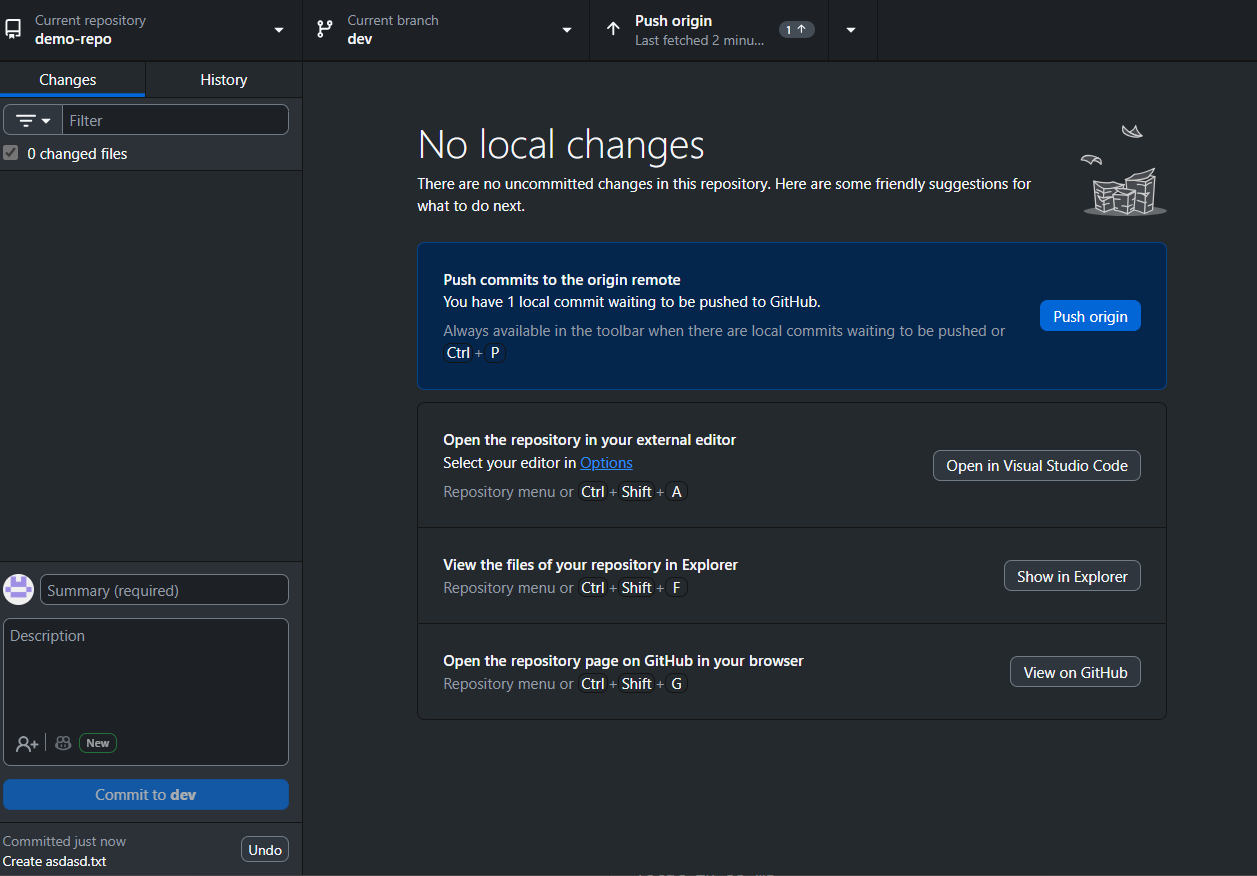 Current repository
demo-repo
Current branch
dev
Push origin
Last fetched 2 minu...
1
Changes
History
Filter
0 changed files
No local changes
There are no uncommitted changes in this repository. Here are some friendly suggestions for
what to do next.
Push commits to the origin remote
You have 1 local commit waiting to be pushed to GitHub.
Always available in the toolbar when there are local commits waiting to be pushed or
Ctrl + P
Push origin
Open the repository in your external editor
Select your editor in Options
Repository menu or Ctrl + Shift + A
Open in Visual Studio Code
View the files of your repository in Explorer
Repository menu or Ctrl + Shift + F
Show in Explorer
Open the repository page on GitHub in your browser
Repository menu or Ctrl + Shift + G
View on GitHub
Summary (required)
Description
New
Commit to dev
Committed just now
Create asdasd.txt
Undo